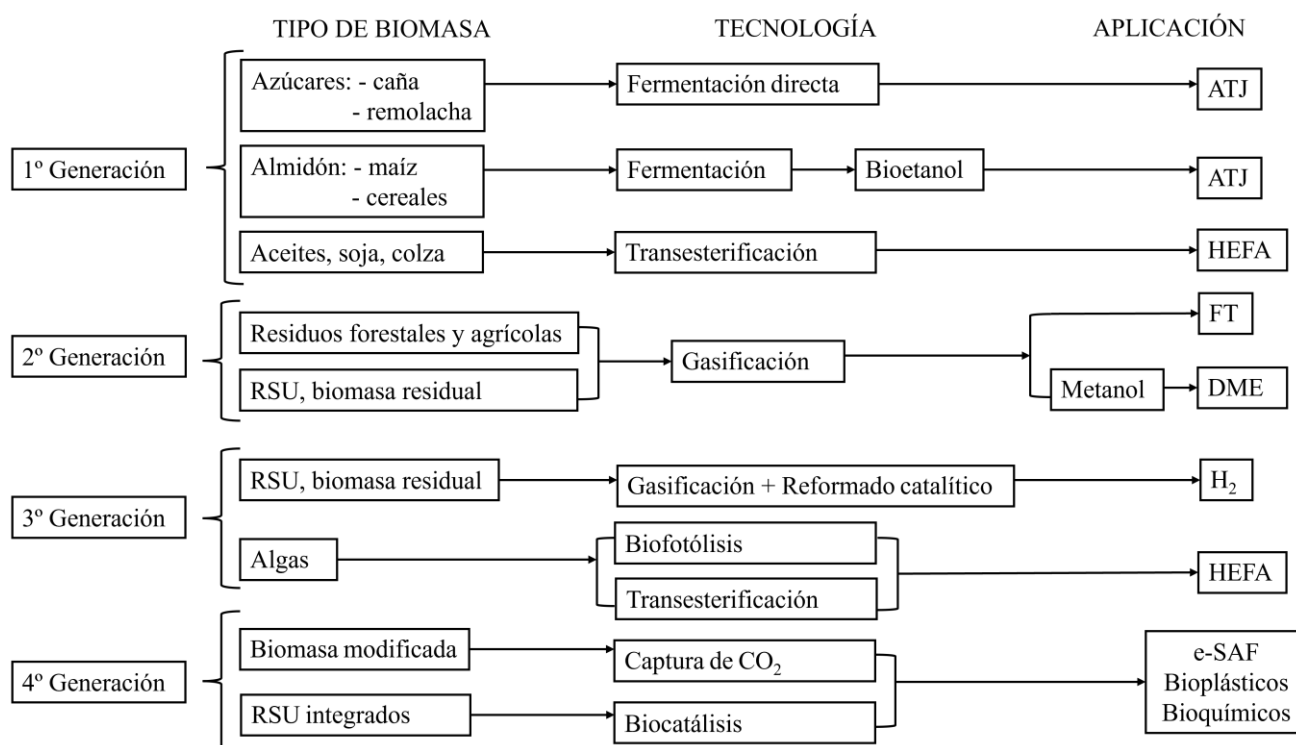 TIPO DE BIOMASA TECNOLOGÍA APLICACIÓN
1º Generación
Azúcares: - caña
- remolacha
Fermentación directa
ATJ
Almidón: - maíz
- cereales
Fermentación
Bioetanol
ATJ
Aceites, soja, colza
Transesterificación
HEFA
2º Generación
Residuos forestales y agrícolas
RSU, biomasa residual
Gasificación
FT
Metanol
DME
3º Generación
RSU, biomasa residual
Gasificación + Reformado catalítico
H₂
Algas
Biofotólisis
Transesterificación
HEFA
4º Generación
Biomasa modificada
Captura de CO₂
RSU integrados
Biocatálisis
e-SAF
Bioplásticos
Bioquímicos